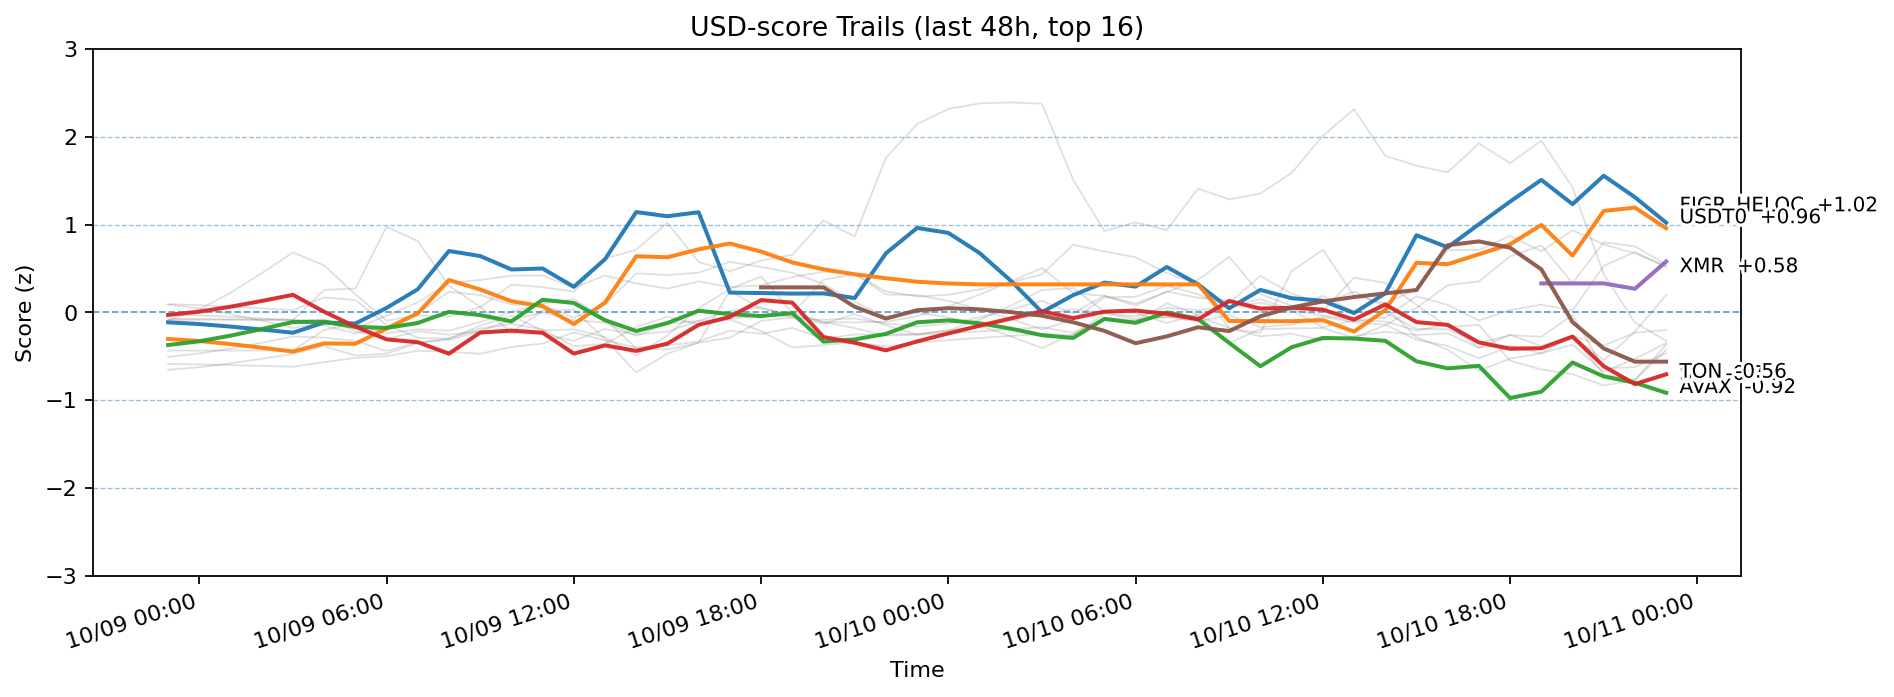 USD-score Trails (last 48h, top 16)
Score (z)
3
2
1
0
−1
−2
−3
FIGR_HELOC +1.02
USDT0 +0.96
XMR +0.58
TON -0.56
AVAX -0.92
10/09 00:00
10/09 06:00
10/09 12:00
10/09 18:00
10/10 00:00
10/10 06:00
10/10 12:00
10/10 18:00
10/11 00:00
Time